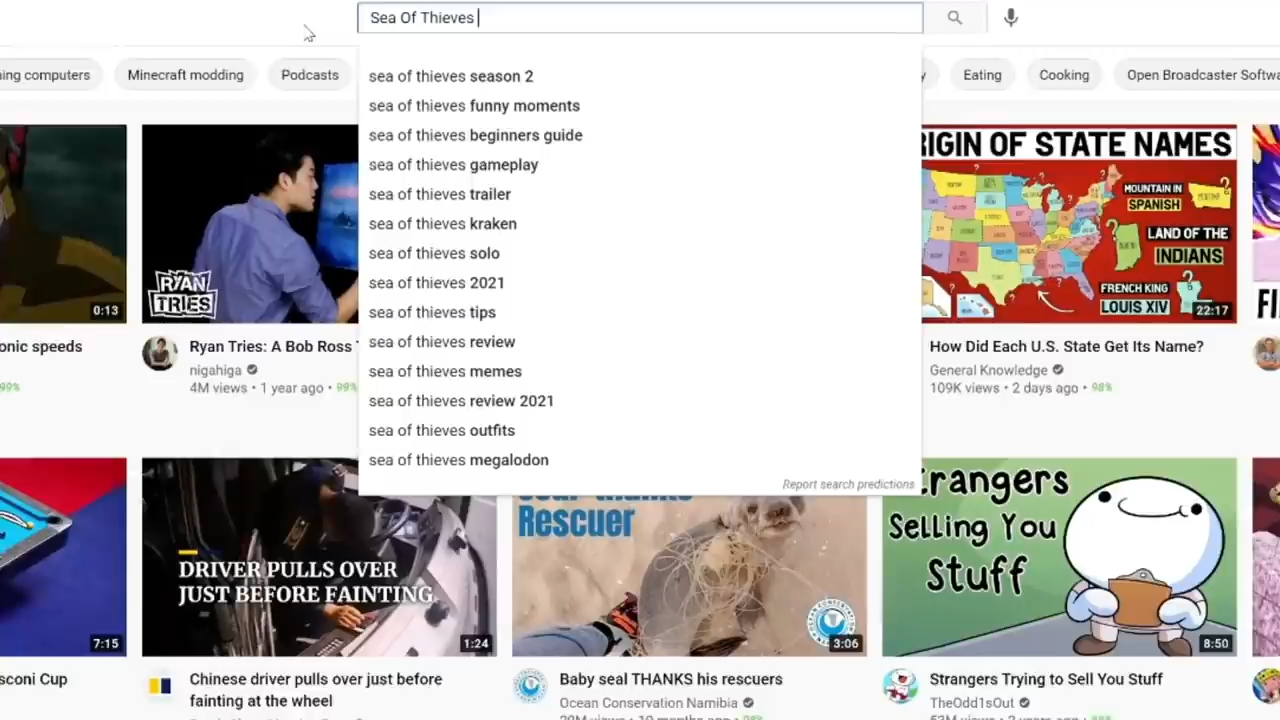 Sea Of Thieves
ing computers
Minecraft modding
Podcasts
y
Eating
Cooking
Open Broadcaster Softwa
sea of thieves season 2
sea of thieves funny moments
sea of thieves beginners guide
sea of thieves gameplay
sea of thieves trailer
sea of thieves kraken
sea of thieves solo
sea of thieves 2021
sea of thieves tips
sea of thieves review
sea of thieves memes
sea of thieves review 2021
sea of thieves outfits
sea of thieves megalodon
Report search predictions
0:13
RYAN
TRIES
RIGIN OF STATE NAMES
MOUNTAIN IN
SPANISH
LAND OF THE
INDIANS
FRENCH KING
LOUIS XIV
22:17
FI
onic speeds
99%
Ryan Tries: A Bob Ross
nigahiga
4M views • 1 year ago • 99%
How Did Each U.S. State Get Its Name?
General Knowledge
109K views • 2 days ago • 98%
7:15
DRIVER PULLS OVER
JUST BEFORE FAINTING
1:24
Rescuer
3:06
trangers
Selling You
Stuff
8:50
sconi Cup
Chinese driver pulls over just before
fainting at the wheel
Baby seal THANKS his rescuers
Ocean Conservation Namibia
Strangers Trying to Sell You Stuff
TheOdd1sOut